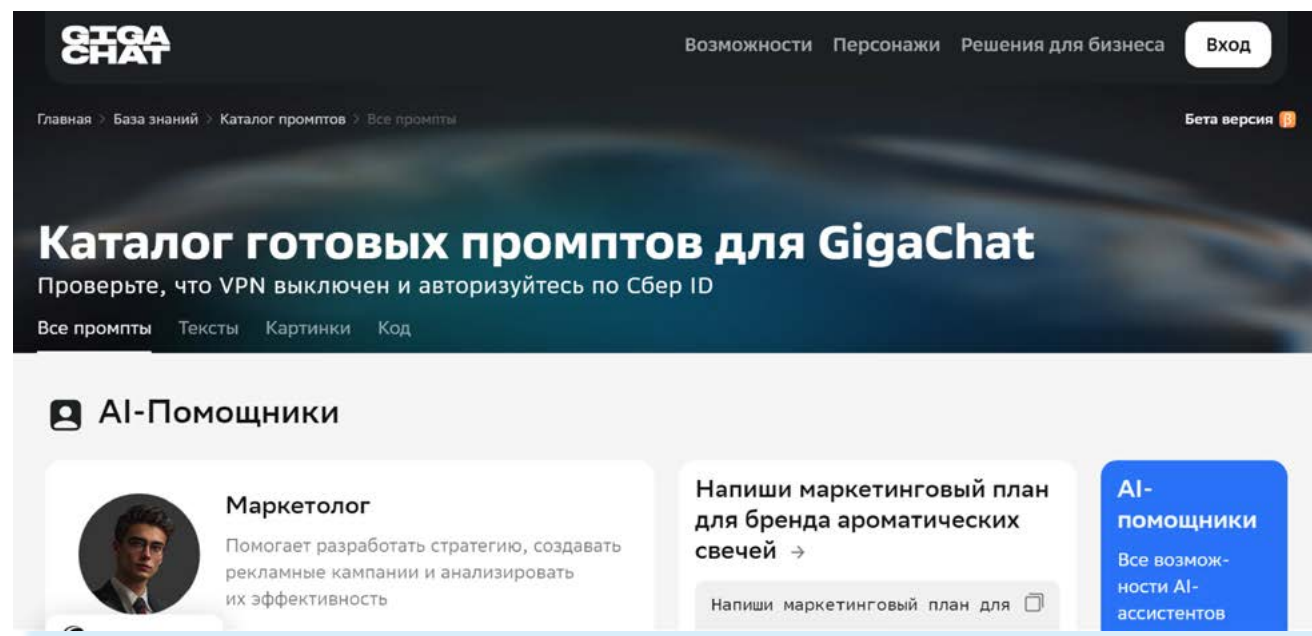 GIGA
CHAT
Возможности Персонажи Решения для бизнеса Вход
Главная > База знаний > Каталог промптов > Все промпты
Бета версия β
Каталог готовых промптов для GigaChat
Проверьте, что VPN выключен и авторизуйтесь по Сбер ID
Все промпты Тексты Картинки Код
AI-Помощники
Маркетолог
Помогает разработать стратегию, создавать
рекламные кампании и анализировать
их эффективность
Напиши маркетинговый план
для бренда ароматических
свечей →
Напиши маркетинговый план для
AI-
помощники
Все возмож-
ности AI-
ассистентов